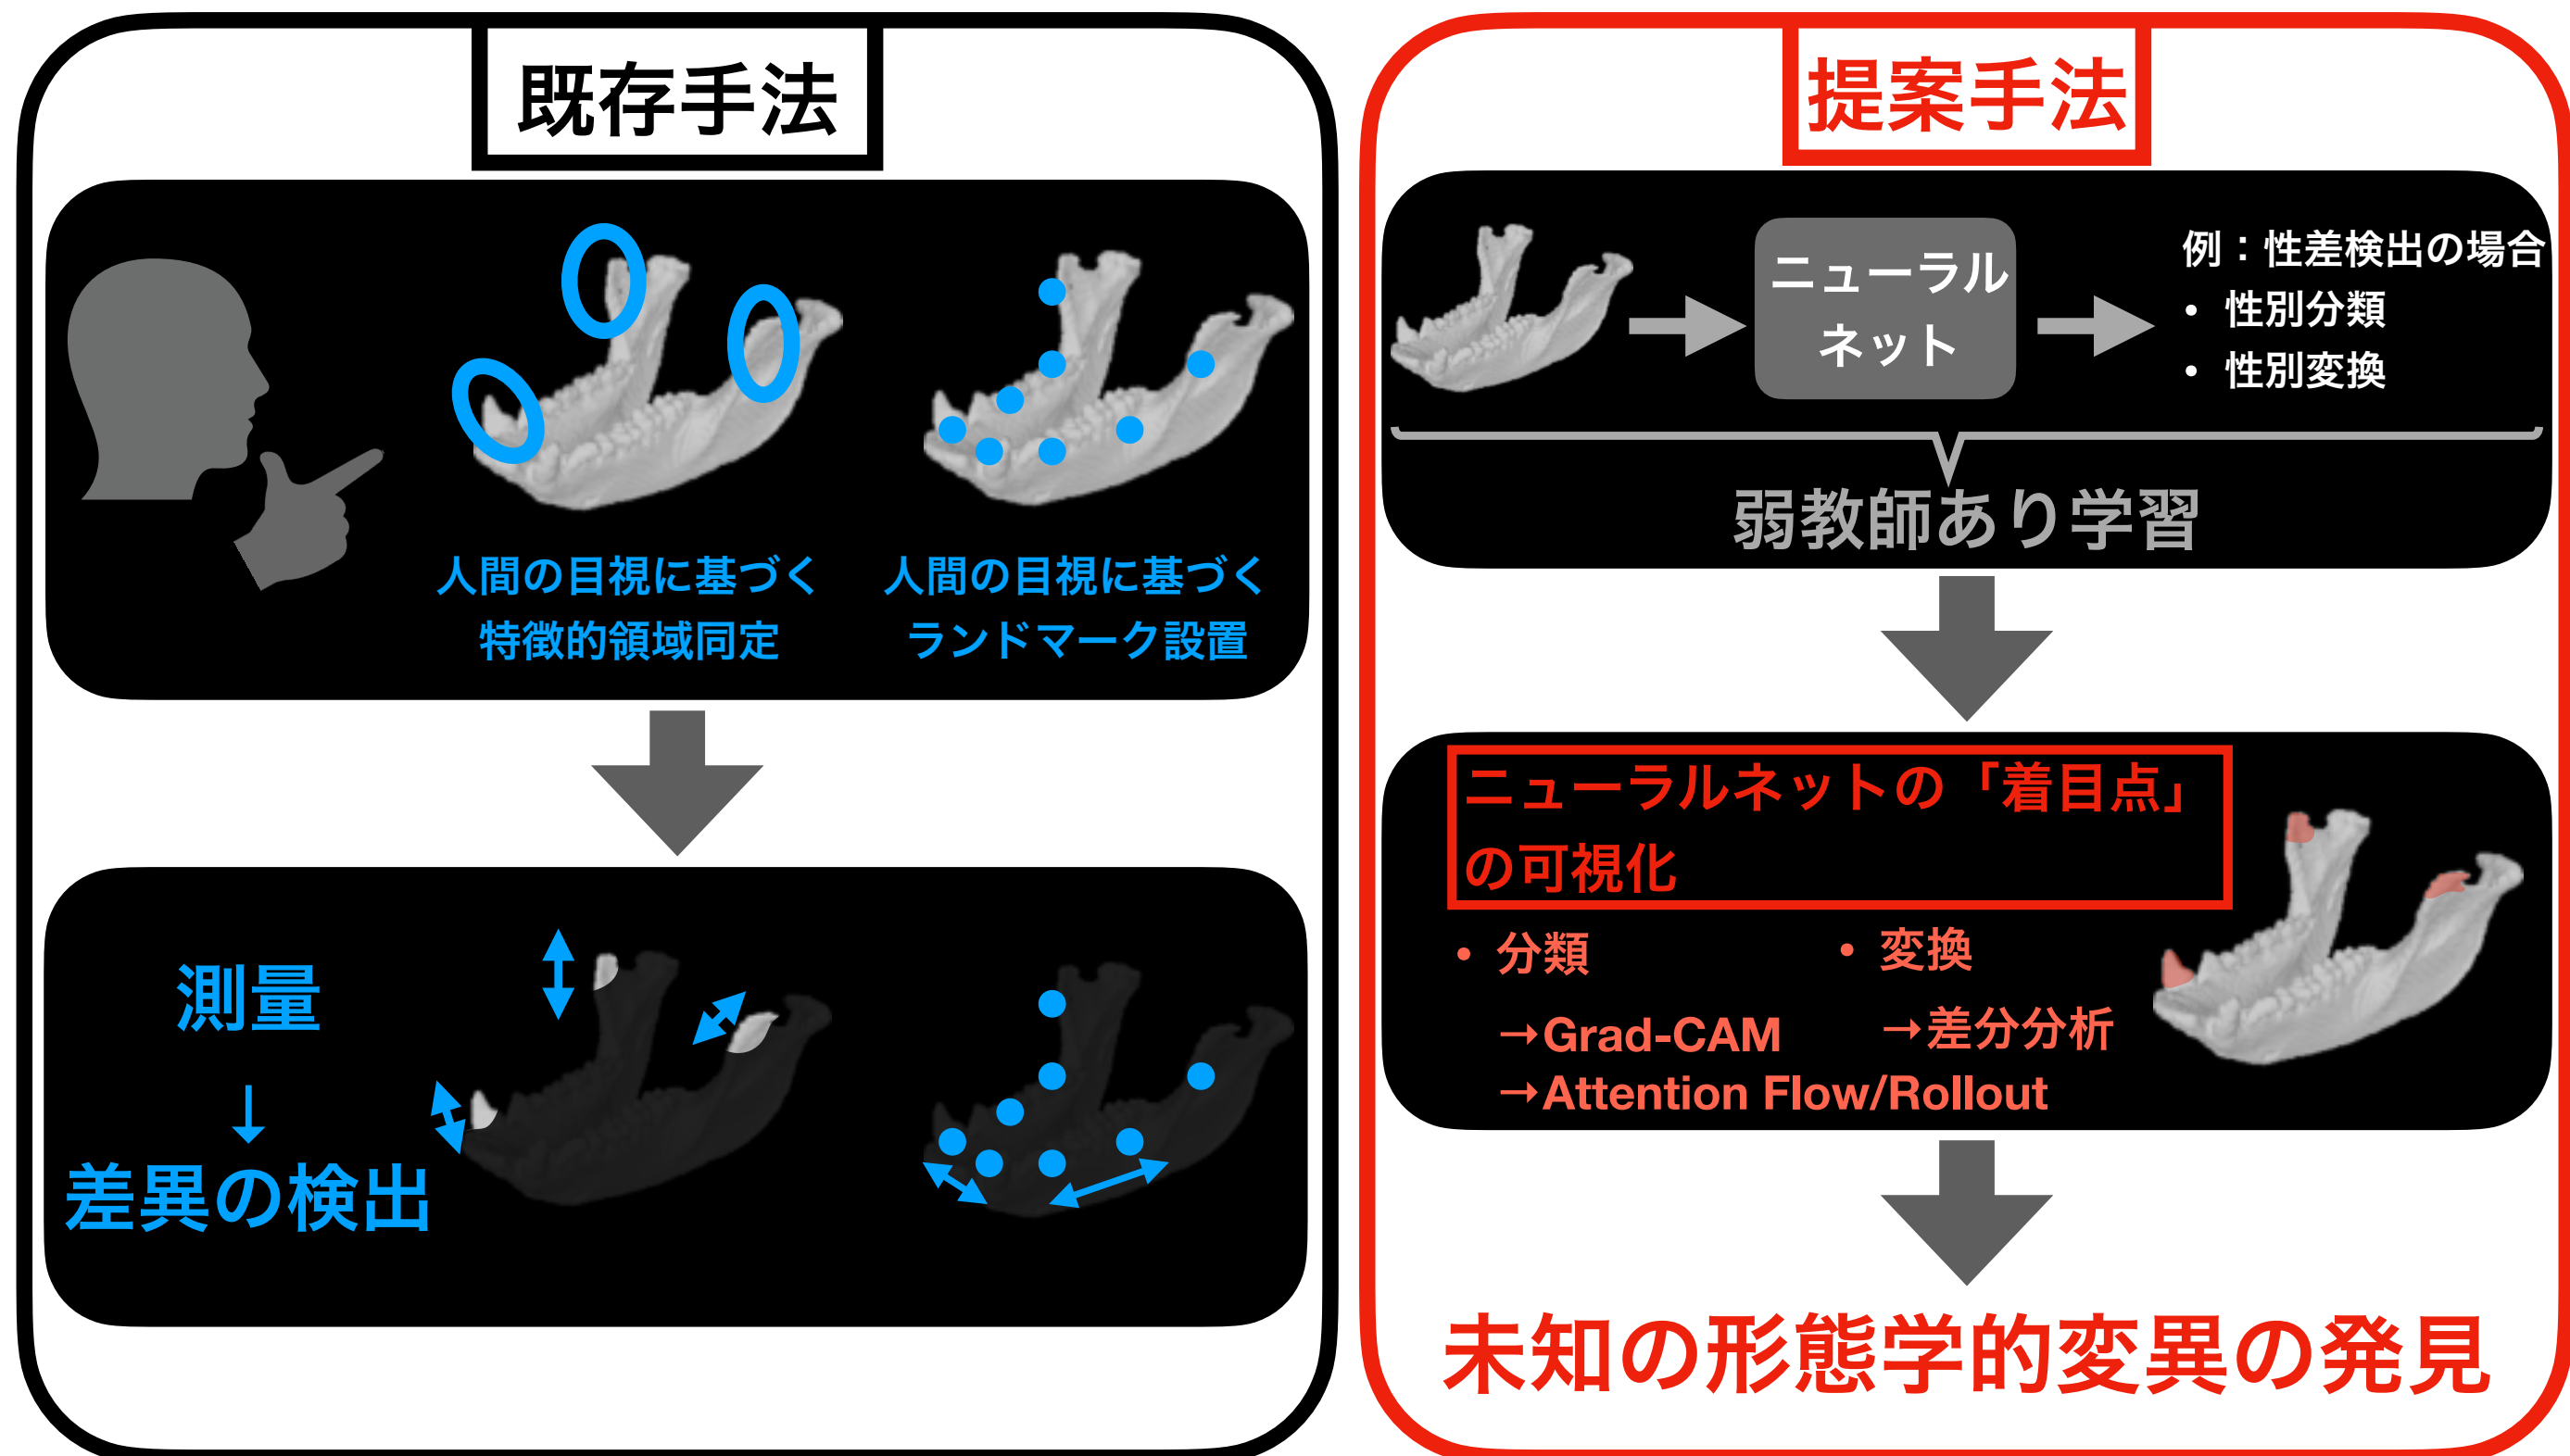 既存手法
人間の目視に基づく
特徴的領域同定
人間の目視に基づく
ランドマーク設置
測量
↓
差異の検出
提案手法
ニューラル
ネット
例：性差検出の場合
• 性別分類
• 性別変換
弱教師あり学習
ニューラルネットの「着目点」
の可視化
• 分類
→Grad-CAM
→Attention Flow/Rollout
• 変換
→差分分析
未知の形態学的変異の発見